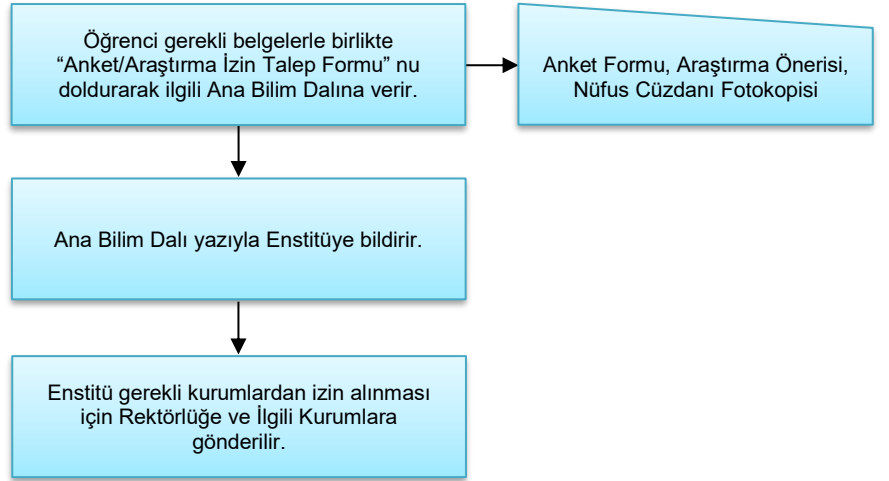 Öğrenci gerekli belgelerle birlikte
“Anket/Araştırma İzin Talep Formu” nu
doldurarak ilgili Ana Bilim Dalına verir.
Anket Formu, Araştırma Önerisi,
Nüfus Cüzdanı Fotokopisi
Ana Bilim Dalı yazıyla Enstitüye bildirir.
Enstitü gerekli kurumlardan izin alınması
için Rektörlüğe ve İlgili Kurumlara
gönderilir.